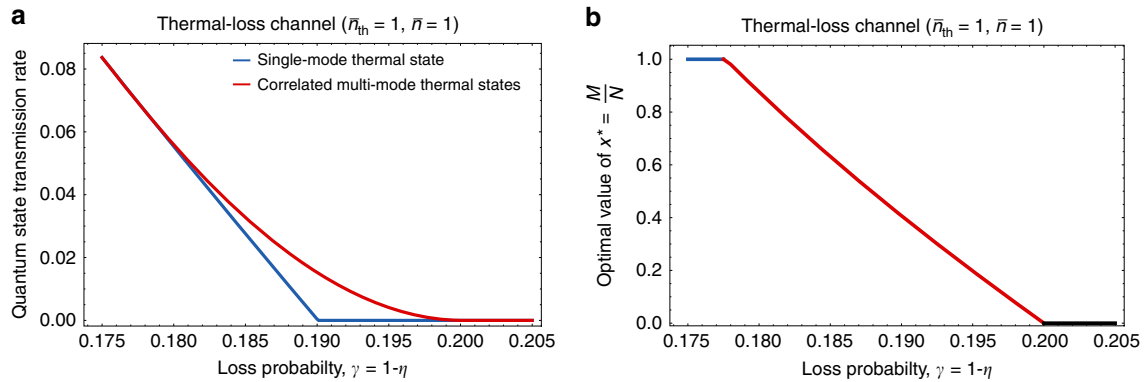 a
Thermal-loss channel (n̄th = 1, n̄ = 1)
Quantum state transmission rate
0.08
0.06
0.04
0.02
0.00
Single-mode thermal state
Correlated multi-mode thermal states
0.175 0.180 0.185 0.190 0.195 0.200 0.205
Loss probabilty, γ = 1-η
b
Thermal-loss channel (n̄th = 1, n̄ = 1)
Optimal value of x* = M/N
1.0
0.8
0.6
0.4
0.2
0.0
0.175 0.180 0.185 0.190 0.195 0.200 0.205
Loss probabilty, γ = 1-η